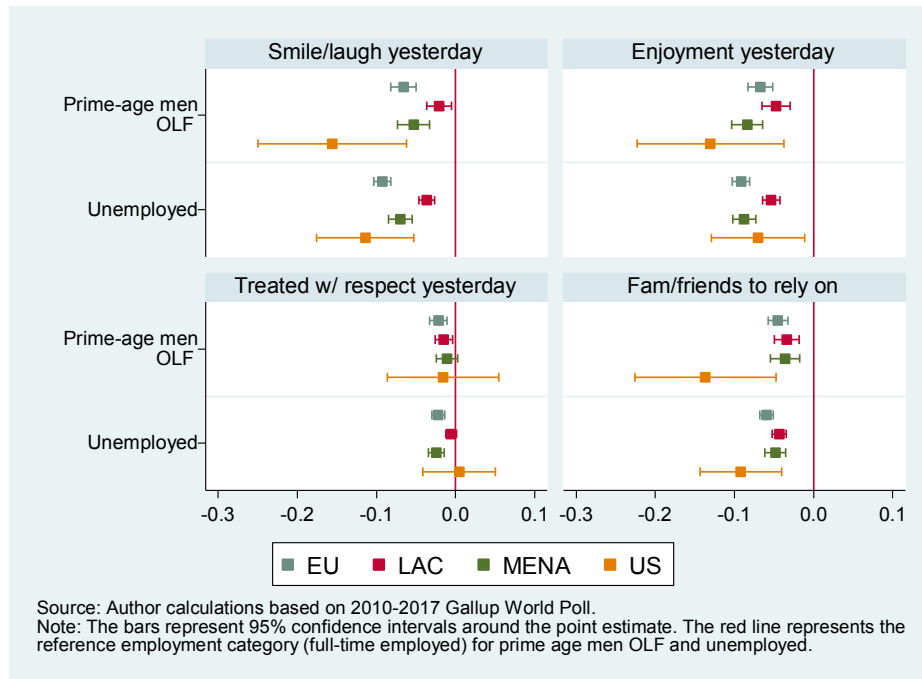 Smile/laugh yesterday
Enjoyment yesterday
Prime-age men
OLF
Unemployed
Treated w/ respect yesterday
Fam/friends to rely on
Prime-age men
OLF
Unemployed
-0.3 -0.2 -0.1 0.0 0.1
-0.3 -0.2 -0.1 0.0 0.1
EU LAC MENA US
Source: Author calculations based on 2010-2017 Gallup World Poll.
Note: The bars represent 95% confidence intervals around the point estimate. The red line represents the
reference employment category (full-time employed) for prime age men OLF and unemployed.